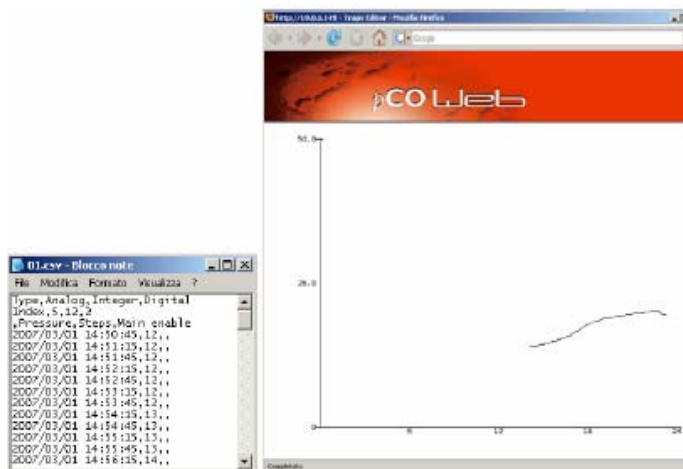 Google
pCO Web
50.0
25.0
0
6
12
18
24
Completato
01.csv - Blocco note
File Modifica Formato Visualizza ?
Type,Analog,Integer,Digital
Index,5,12,2
,Pressure,Steps,Main enable
2007/03/01 14:50:45,12,,
2007/03/01 14:51:15,12,,
2007/03/01 14:51:45,12,,
2007/03/01 14:52:15,12,,
2007/03/01 14:52:45,12,,
2007/03/01 14:53:15,12,,
2007/03/01 14:53:45,12,,
2007/03/01 14:54:15,13,,
2007/03/01 14:54:45,13,,
2007/03/01 14:55:15,13,,
2007/03/01 14:55:45,13,,
2007/03/01 14:56:15,14,,